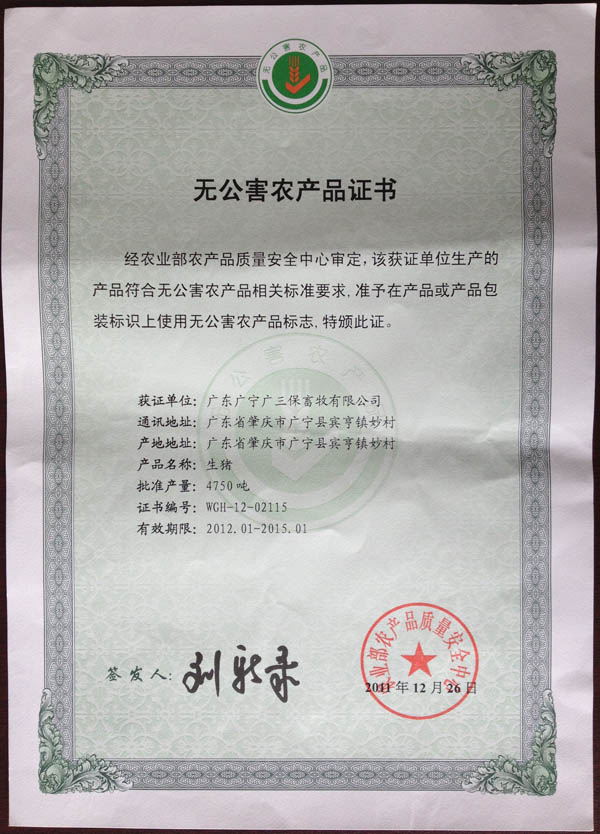 无公害农产品
无公害农产品证书
经农业部农产品质量安全中心审定,该获证单位生产的
产品符合无公害农产品相关标准要求,准予在产品或产品包
装标识上使用无公害农产品标志,特颁此证。
无公害农产品
获证单位: 广东广宁广三保畜牧有限公司
通讯地址: 广东省肇庆市广宁县宾亨镇妙村
产地地址: 广东省肇庆市广宁县宾亨镇妙村
产品名称: 生猪
批准产量: 4750吨
证书编号: WGH-12-02115
有效期限: 2012.01-2015.01
农业部农产品质量安全中心
签发人:
2011年12月26日